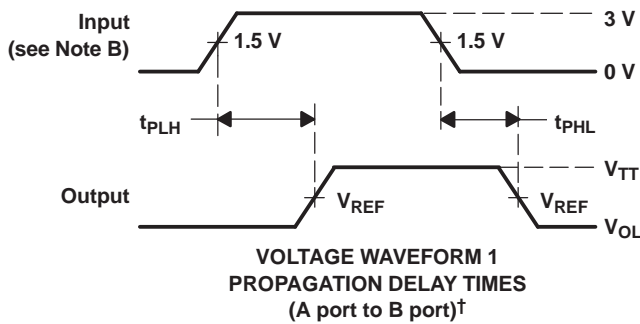 Input
(see Note B)
1.5 V
1.5 V
3 V
0 V
tPLH
tPHL
Output
VREF
VREF
VTT
VOL
VOLTAGE WAVEFORM 1
PROPAGATION DELAY TIMES
(A port to B port)†